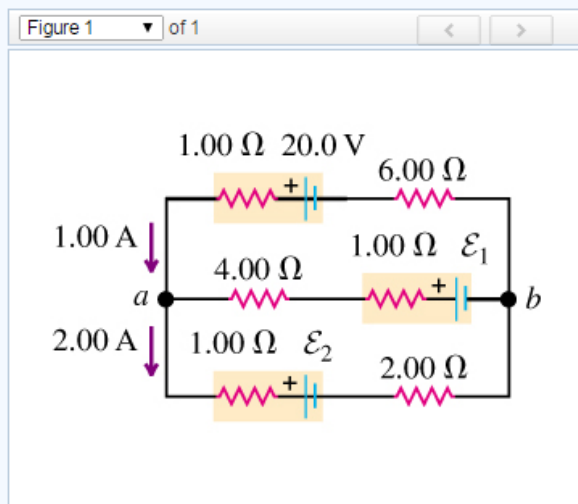 Figure 1 of 1
1.00 Ω 20.0 V
+
6.00 Ω
1.00 A
1.00 Ω ℰ₁
4.00 Ω
+
a
b
2.00 A
1.00 Ω ℰ₂
2.00 Ω
+